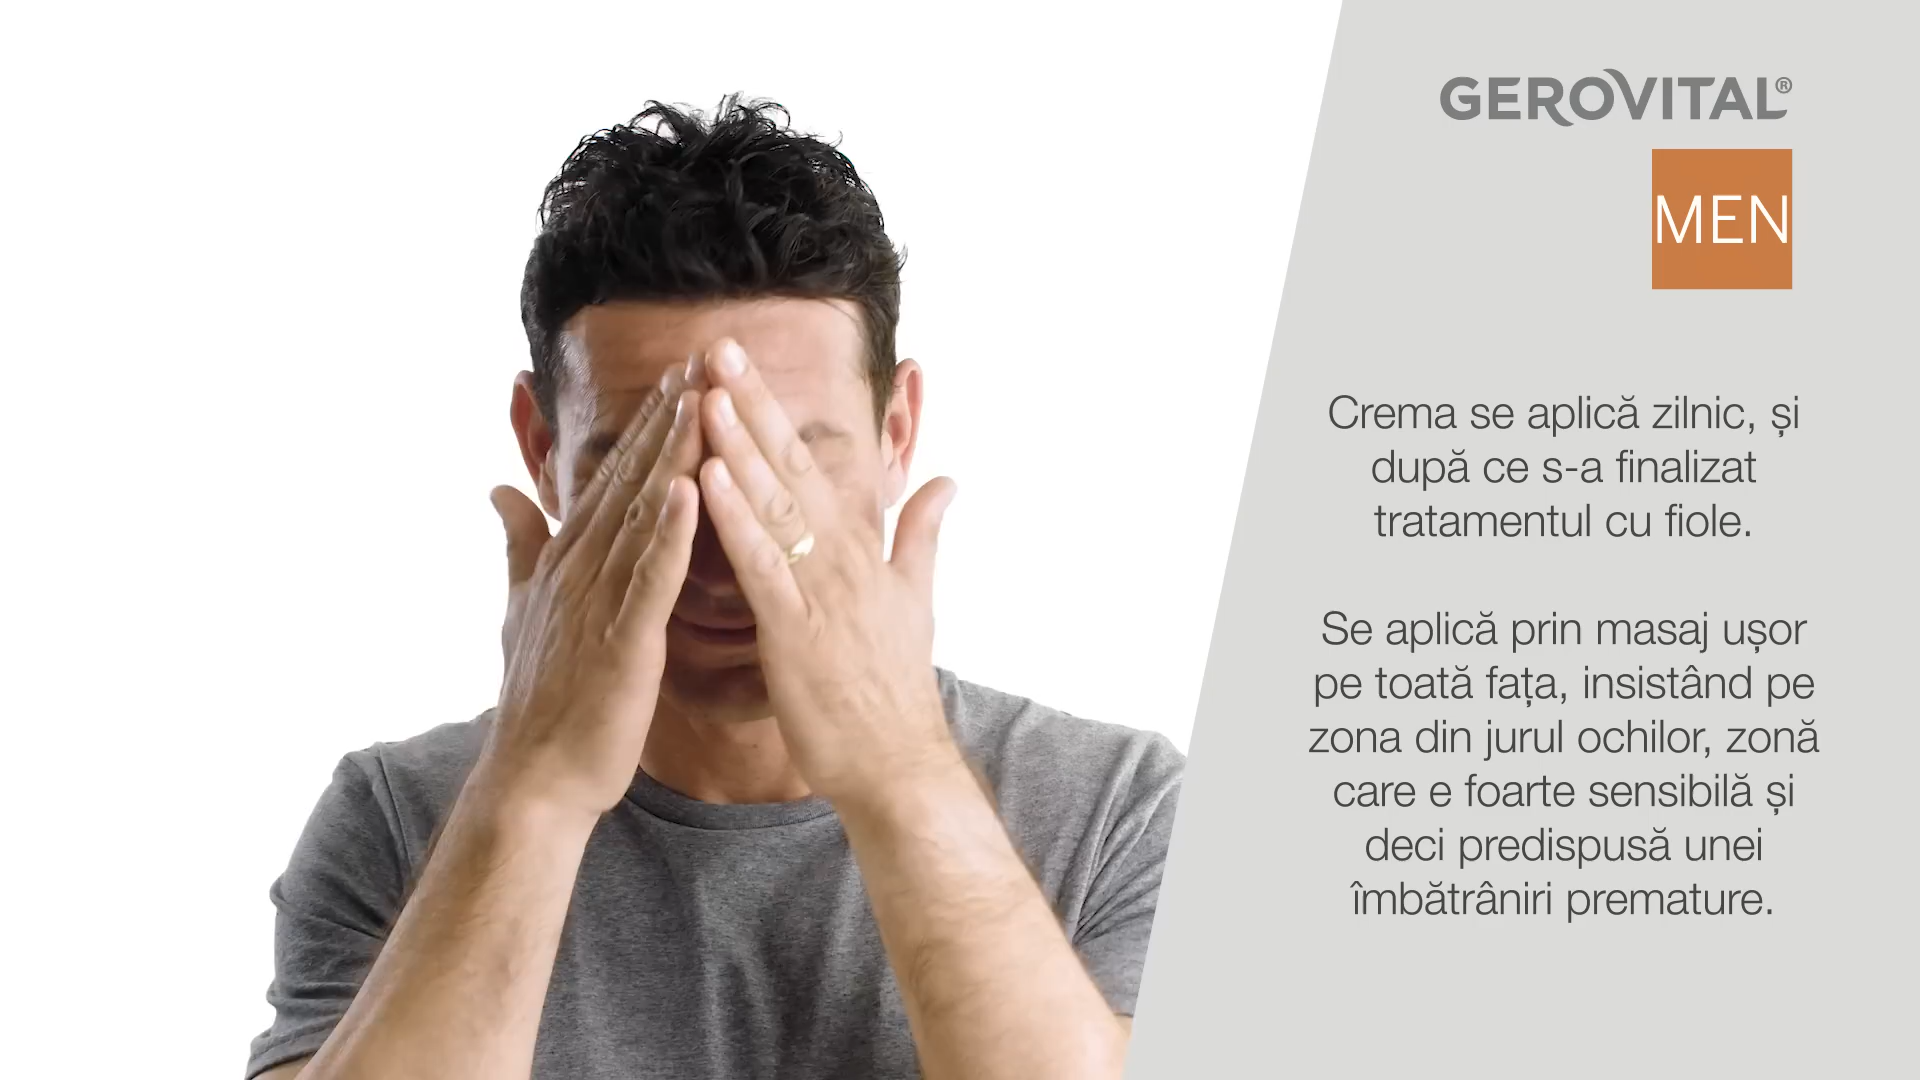 GEROVITAL®
MEN
Crema se aplică zilnic, și
după ce s-a finalizat
tratamentul cu fiole.
Se aplică prin masaj ușor
pe toată fața, insistând pe
zona din jurul ochilor, zonă
care e foarte sensibilă și
deci predispusă unei
îmbătrâniri premature.